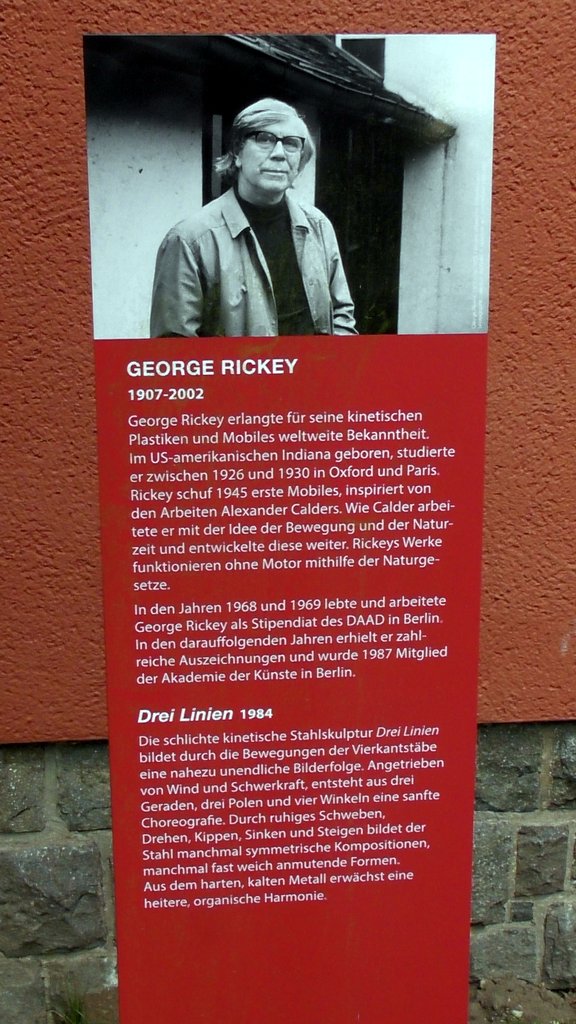 GEORGE RICKEY
1907-2002
George Rickey erlangte für seine kinetischen
Plastiken und Mobiles weltweite Bekanntheit.
Im US-amerikanischen Indiana geboren, studierte
er zwischen 1926 und 1930 in Oxford und Paris.
Rickey schuf 1945 erste Mobiles, inspiriert von
den Arbeiten Alexander Calders. Wie Calder arbei-
tete er mit der Idee der Bewegung und der Natur-
zeit und entwickelte diese weiter. Rickeys Werke
funktionieren ohne Motor mithilfe der Naturge-
setze.
In den Jahren 1968 und 1969 lebte und arbeitete
George Rickey als Stipendiat des DAAD in Berlin.
In den darauffolgenden Jahren erhielt er zahl-
reiche Auszeichnungen und wurde 1987 Mitglied
der Akademie der Künste in Berlin.
Drei Linien 1984
Die schlichte kinetische Stahlskulptur Drei Linien
bildet durch die Bewegungen der Vierkantstäbe
eine nahezu unendliche Bilderfolge. Angetrieben
von Wind und Schwerkraft, entsteht aus drei
Geraden, drei Polen und vier Winkeln eine sanfte
Choreografie. Durch ruhiges Schweben,
Drehen, Kippen, Sinken und Steigen bildet der
Stahl manchmal symmetrische Kompositionen,
manchmal fast weich anmutende Formen.
Aus dem harten, kalten Metall erwächst eine
heitere, organische Harmonie.